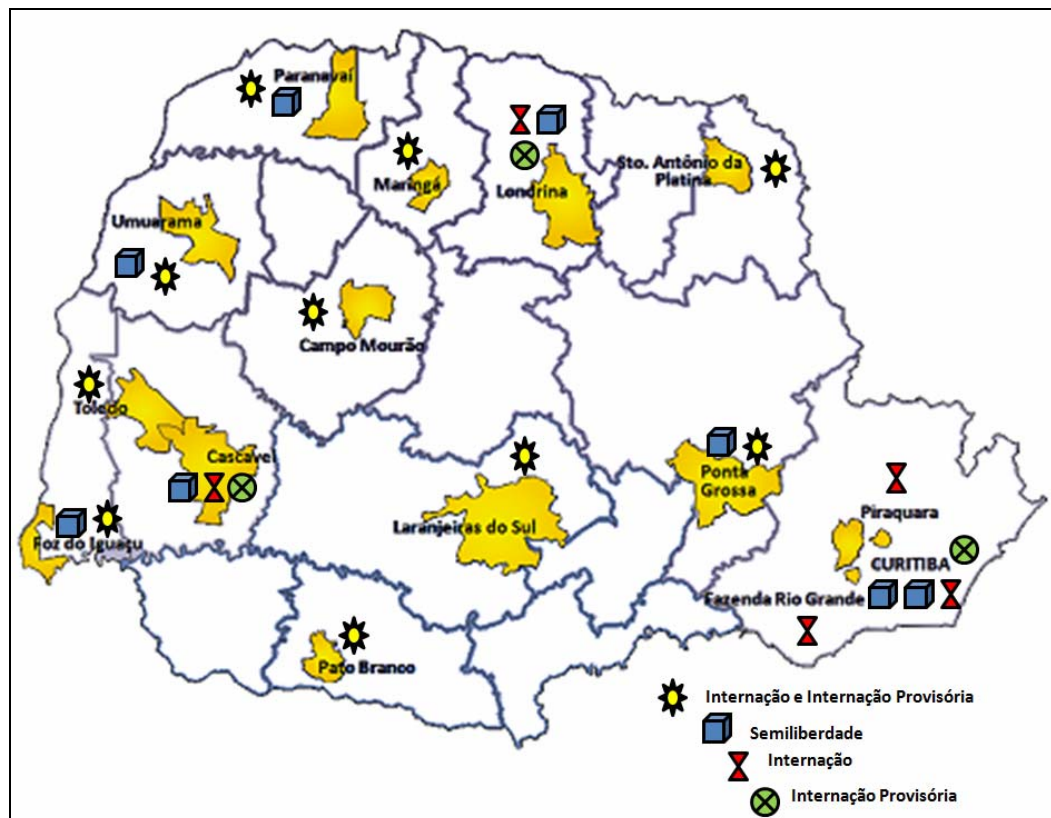 Paranavaí
Maringá
Londrina
Sto. Antônio da
Platina
Umuarama
Campo Mourão
Toledo
Cascavel
Ponta
Grossa
Piraquara
Laranjeiras do Sul
Foz do Iguaçu
CURITIBA
Fazenda Rio Grande
Pato Branco
Internação e Internação Provisória
Semiliberdade
Internação
Internação Provisória